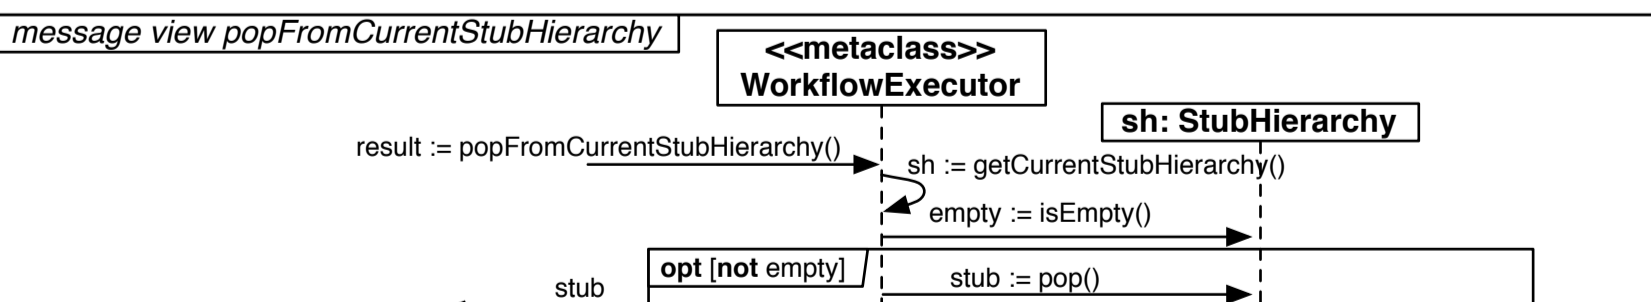 message view popFromCurrentStubHierarchy
<<metaclass>>
WorkflowExecutor
sh: StubHierarchy
result := popFromCurrentStubHierarchy()
sh := getCurrentStubHierarchy()
empty := isEmpty()
opt [not empty]
stub := pop()
stub